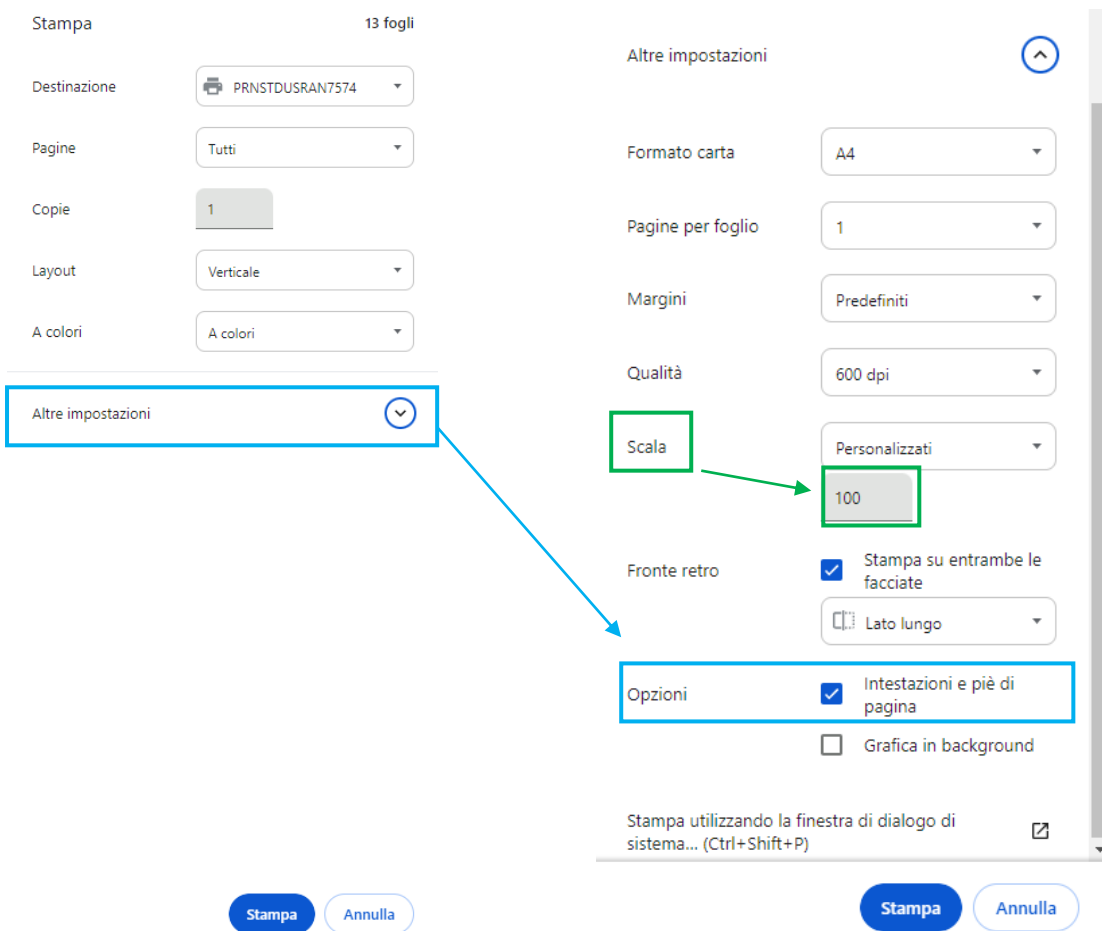 Stampa 13 fogli
Destinazione PRNSTDUSRAN7574
Pagine Tutti
Copie 1
Layout Verticale
A colori A colori
Altre impostazioni
Stampa Annulla
Altre impostazioni
Formato carta A4
Pagine per foglio 1
Margini Predefiniti
Qualità 600 dpi
Scala Personalizzati
100
Fronte retro Stampa su entrambe le
facciate
Lato lungo
Opzioni Intestazioni e piè di
pagina
Grafica in background
Stampa utilizzando la finestra di dialogo di
sistema... (Ctrl+Shift+P)
Stampa Annulla